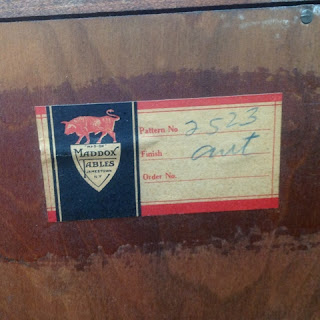 MADDOX
TABLES
JAMESTOWN
N.Y.
Pattern No. 2523
Finish ant
Order No.